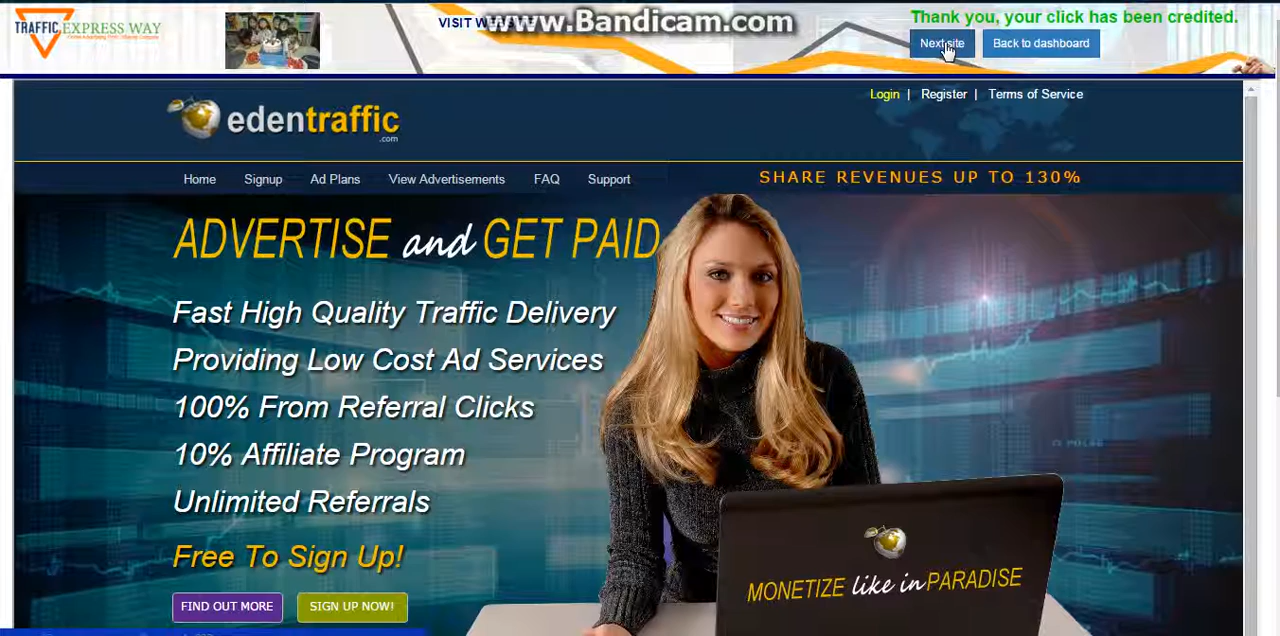 TRAFFIC EXPRESS WAY
www.Bandicam.com
Thank you, your click has been credited.
Next site
Back to dashboard
edentraffic
.com
Login | Register | Terms of Service
Home Signup Ad Plans View Advertisements FAQ Support
SHARE REVENUES UP TO 130%
ADVERTISE and GET PAID
Fast High Quality Traffic Delivery
Providing Low Cost Ad Services
100% From Referral Clicks
10% Affiliate Program
Unlimited Referrals
Free To Sign Up!
FIND OUT MORE
SIGN UP NOW!
MONETIZE like in PARADISE